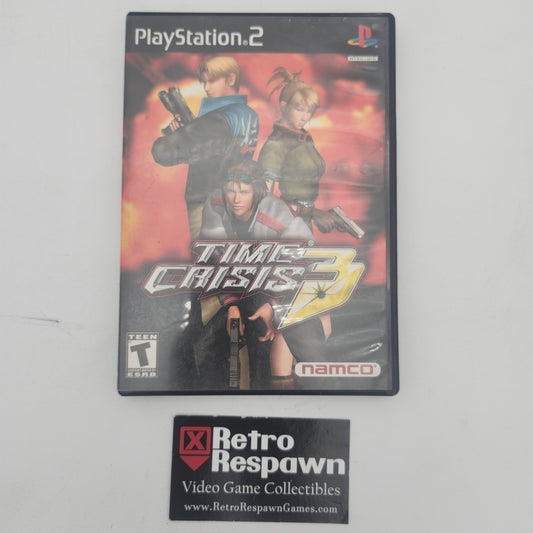 PlayStation®2
TIME®
CRISIS 3
TEEN
T
ESRB
namco®
X Retro
Respawn
Video Game Collectibles
www.RetroRespawnGames.com